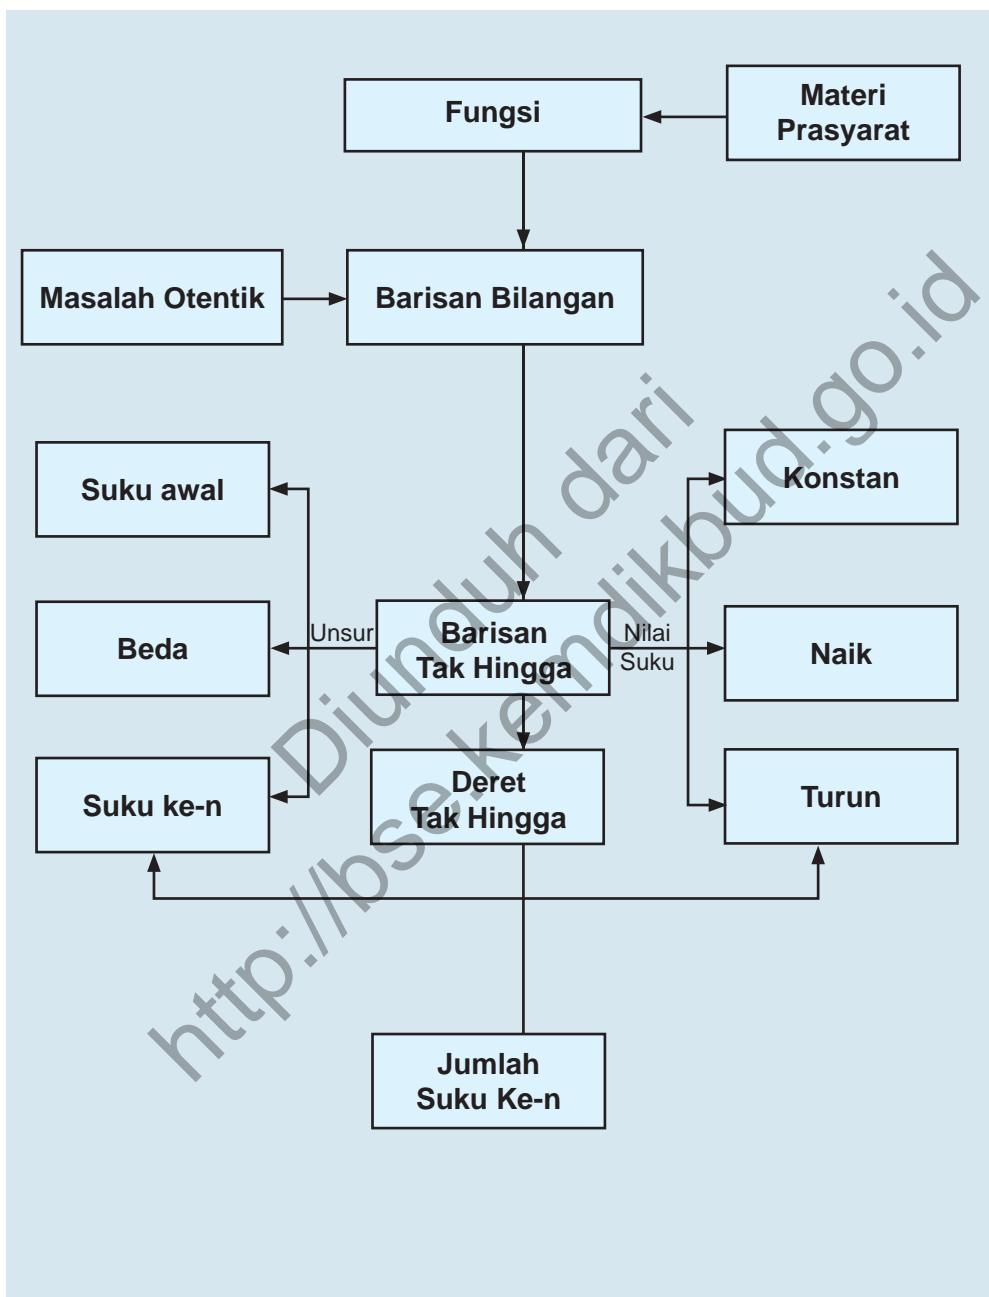 Fungsi
Materi
Prasyarat
Masalah Otentik
Barisan Bilangan
Suku awal
Konstan
Beda
Unsur
Barisan
Tak Hingga
Nilai
Suku
Naik
Suku ke-n
Deret
Tak Hingga
Turun
Jumlah
Suku Ke-n
Diunduh dari
http://bse.kemdikbud.go.id